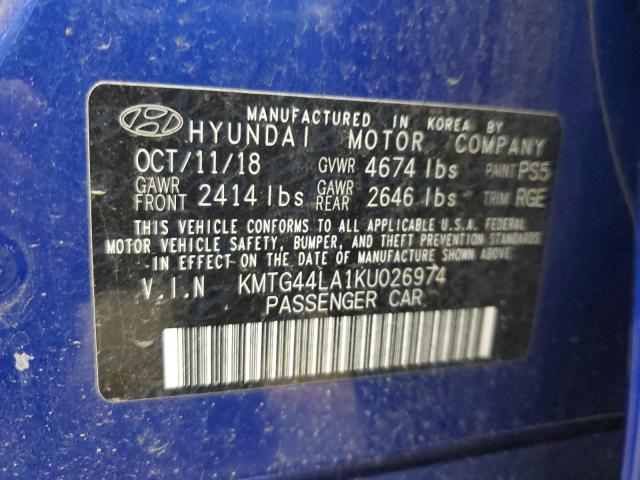 MANUFACTURED IN KOREA BY
HYUNDAI MOTOR COMPANY
OCT/11/18 GVWR 4674 lbs PAINT PS5
GAWR FRONT 2414 lbs GAWR REAR 2646 lbs TRIM RGE
THIS VEHICLE CONFORMS TO ALL APPLICABLE U.S.A. FEDERAL
MOTOR VEHICLE SAFETY, BUMPER, AND THEFT PREVENTION STANDARDS
IN EFFECT ON THE DATE OF MANUFACTURE SHOWN ABOVE
V.I.N KMTG44LA1KU026974
PASSENGER CAR